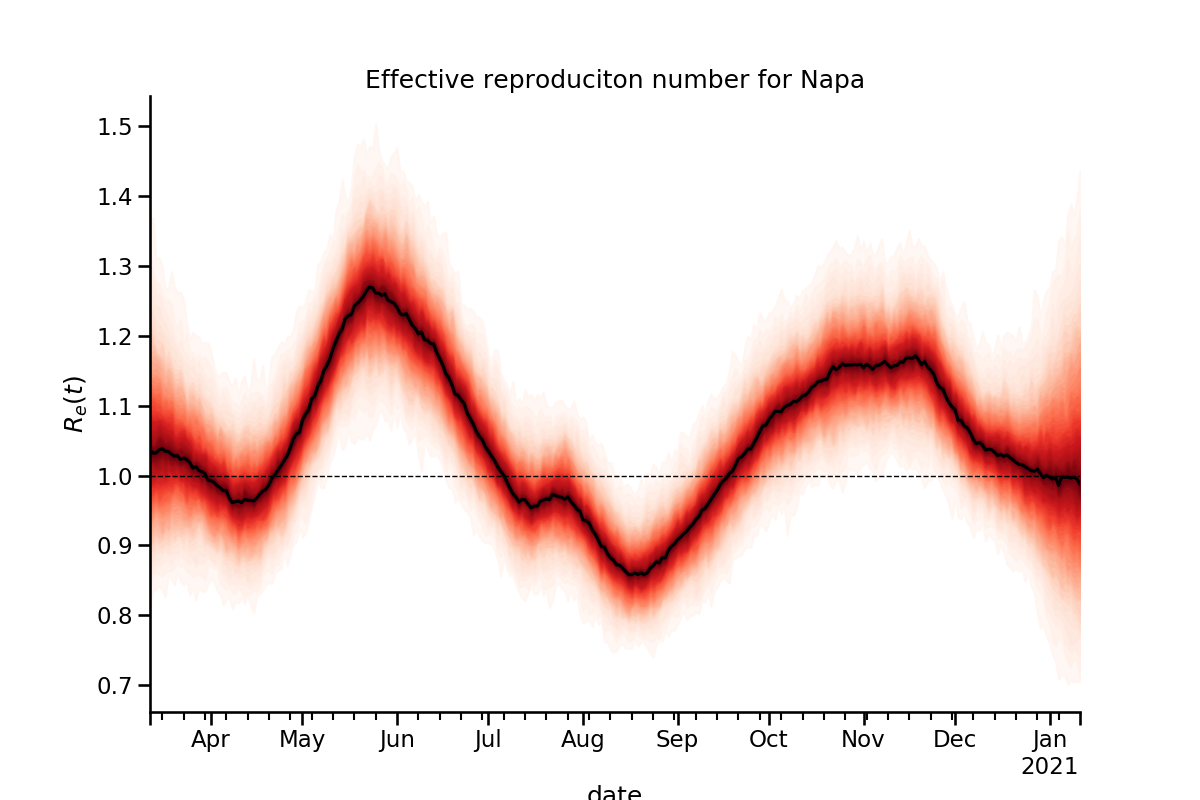 Effective reproduciton number for Napa
1.5
1.4
1.3
1.2
1.1
1.0
0.9
0.8
0.7
Rₑ(t)
Apr May Jun Jul Aug Sep Oct Nov Dec Jan
2021
date